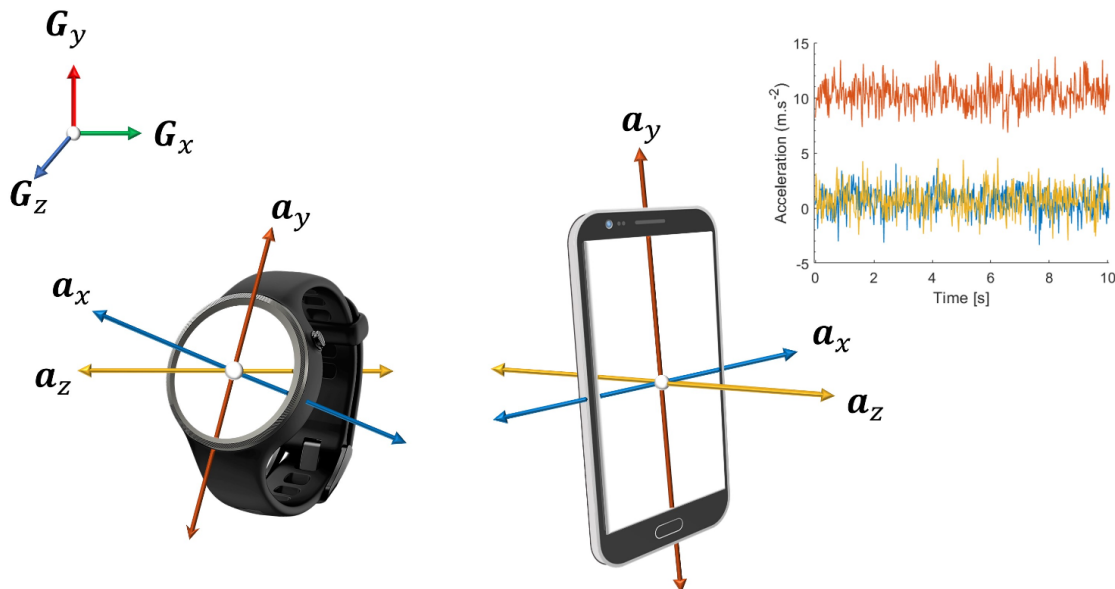 G_y
G_x
G_z
a_y
a_x
a_z
a_y
a_x
a_z
15
10
5
0
-5
Acceleration (m.s⁻²)
0 2 4 6 8 10
Time [s]